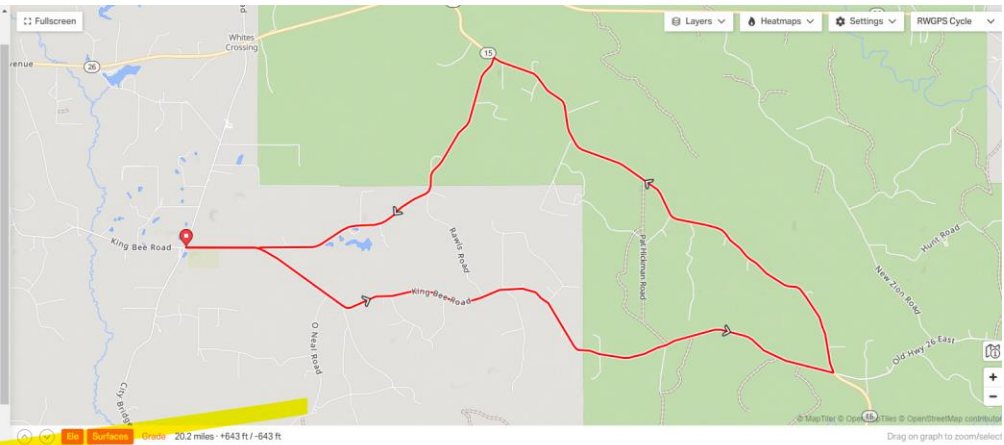 Fullscreen
Layers
Heatmaps
Settings
RWGPS Cycle
15
Whites
Crossing
venue
26
15
King Bee Road
Rawls Road
Pat Hickman Road
Hunt Road
New Zion Road
King Bee Road
O Neal Road
Old Hwy 26 East
City Bridge
15
© MapTiler © OpenMapTiles © OpenStreetMap contributor
Ele Surfaces Grade 20.2 miles · +643 ft / -643 ft
Drag on graph to zoom/select